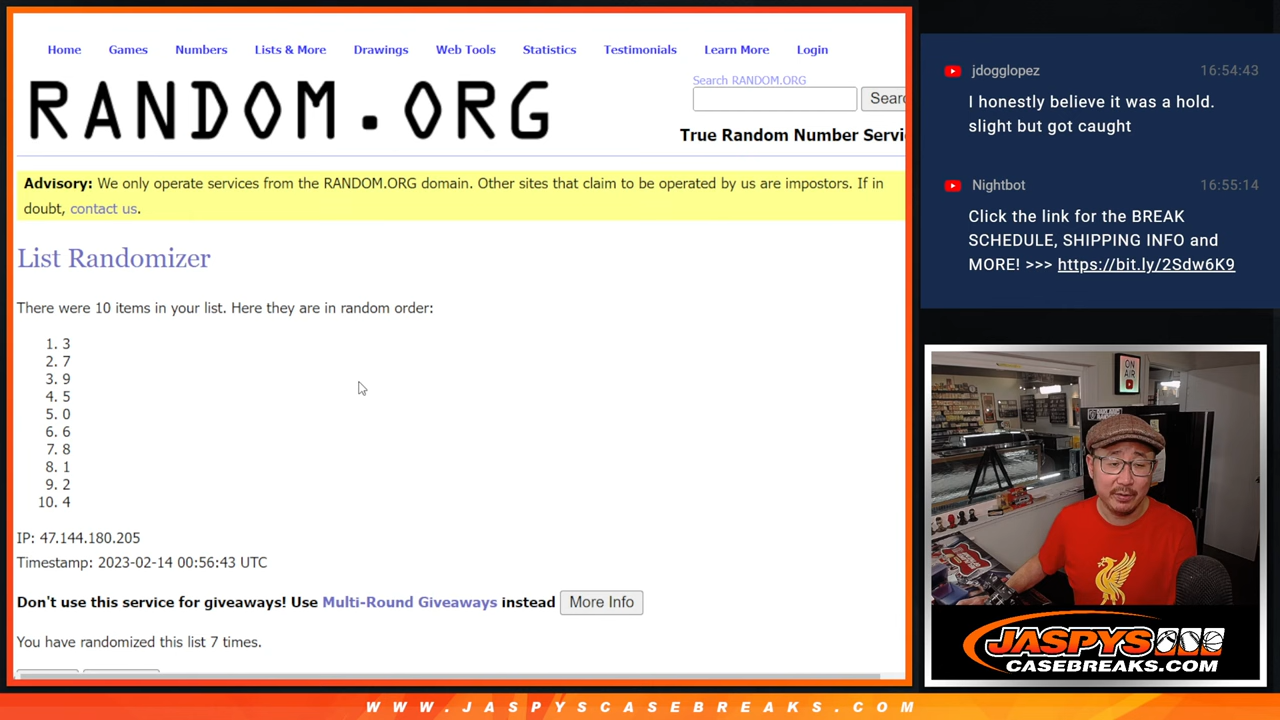 Home Games Numbers Lists & More Drawings Web Tools Statistics Testimonials Learn More Login
RANDOM.ORG
Search RANDOM.ORG
Searc
True Random Number Servi
Advisory: We only operate services from the RANDOM.ORG domain. Other sites that claim to be operated by us are impostors. If in
doubt, contact us.
List Randomizer
There were 10 items in your list. Here they are in random order:
1. 3
2. 7
3. 9
4. 5
5. 0
6. 6
7. 8
8. 1
9. 2
10. 4
IP: 47.144.180.205
Timestamp: 2023-02-14 00:56:43 UTC
Don't use this service for giveaways! Use Multi-Round Giveaways instead More Info
You have randomized this list 7 times.
jdogglopez 16:54:43
I honestly believe it was a hold.
slight but got caught
Nightbot 16:55:14
Click the link for the BREAK
SCHEDULE, SHIPPING INFO and
MORE! >>> https://bit.ly/2Sdw6K9
ON
AIR
JASPYS
CASEBREAKS.COM
WWW.JASPYSCASEBREAKS.COM